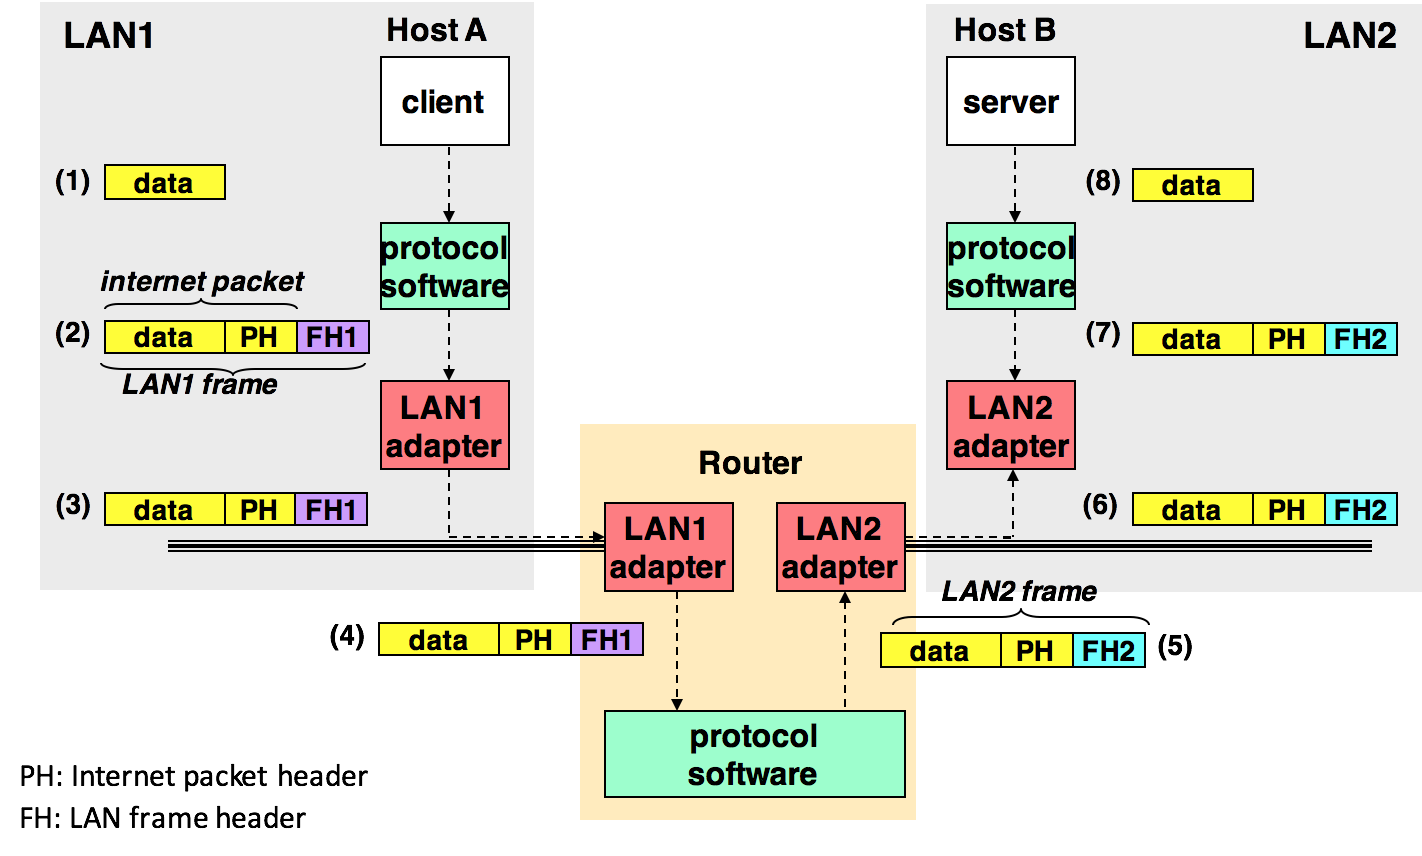 LAN1
Host A
client
(1) data
protocol
software
internet packet
(2) data PH FH1
LAN1 frame
LAN1
adapter
(3) data PH FH1
Host B
LAN2
server
(8) data
protocol
software
(7) data PH FH2
LAN2
adapter
(6) data PH FH2
Router
LAN1
adapter
LAN2
adapter
(4) data PH FH1
LAN2 frame
data PH FH2 (5)
protocol
software
PH: Internet packet header
FH: LAN frame header